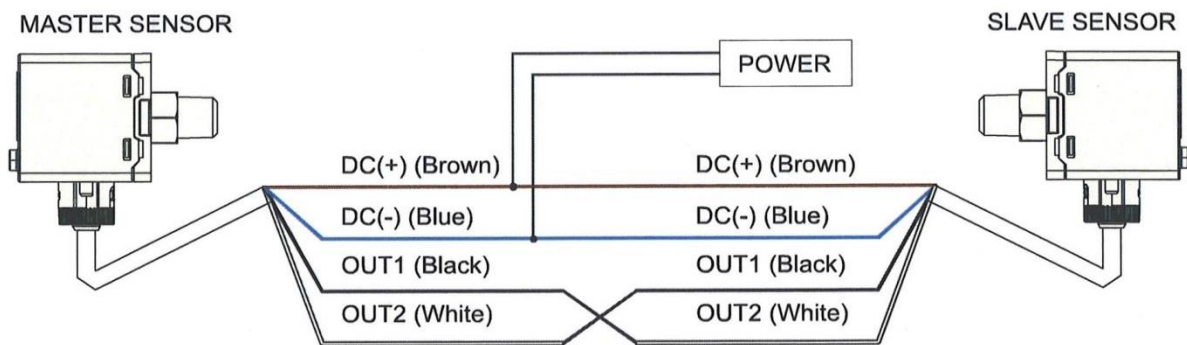 MASTER SENSOR
SLAVE SENSOR
POWER
DC(+) (Brown)
DC(+) (Brown)
DC(-) (Blue)
DC(-) (Blue)
OUT1 (Black)
OUT1 (Black)
OUT2 (White)
OUT2 (White)